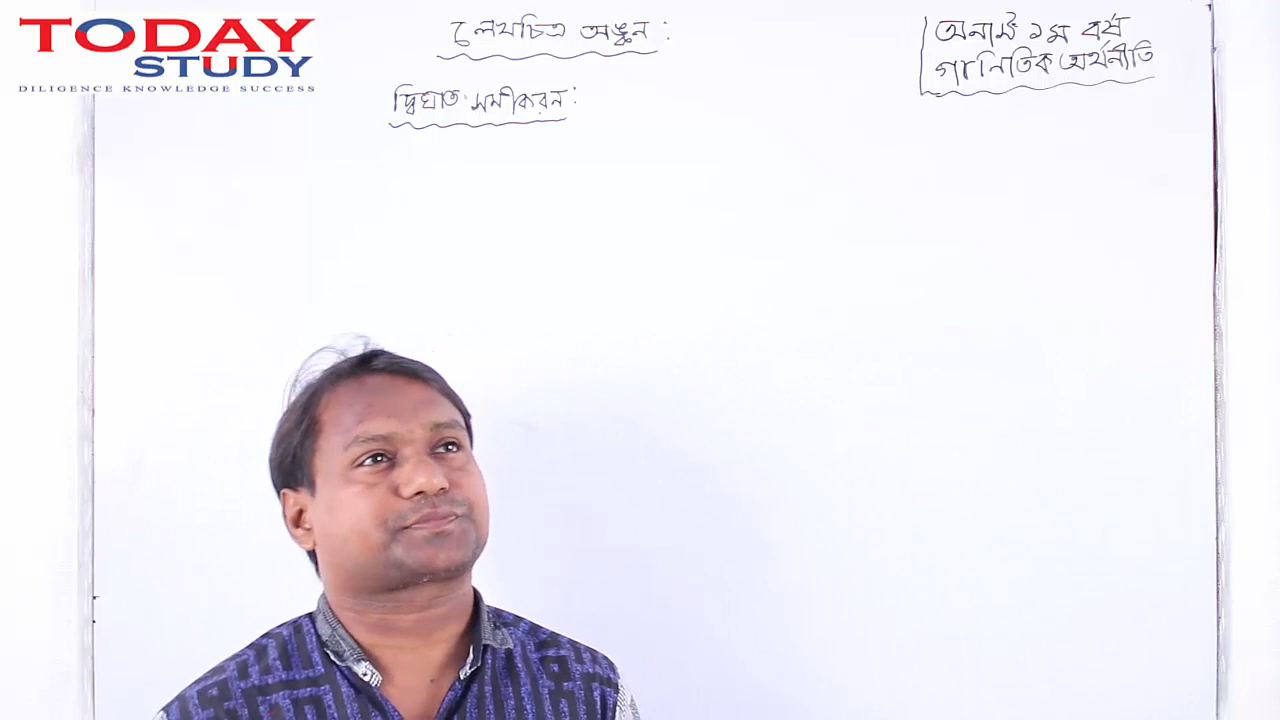 TODAY
STUDY
DILIGENCE KNOWLEDGE SUCCESS
লেখচিত্র অঙ্কন :
দ্বিঘাত সমীকরন :
অনার্স ১ম বর্ষ
গানিতিক অর্থনীতি